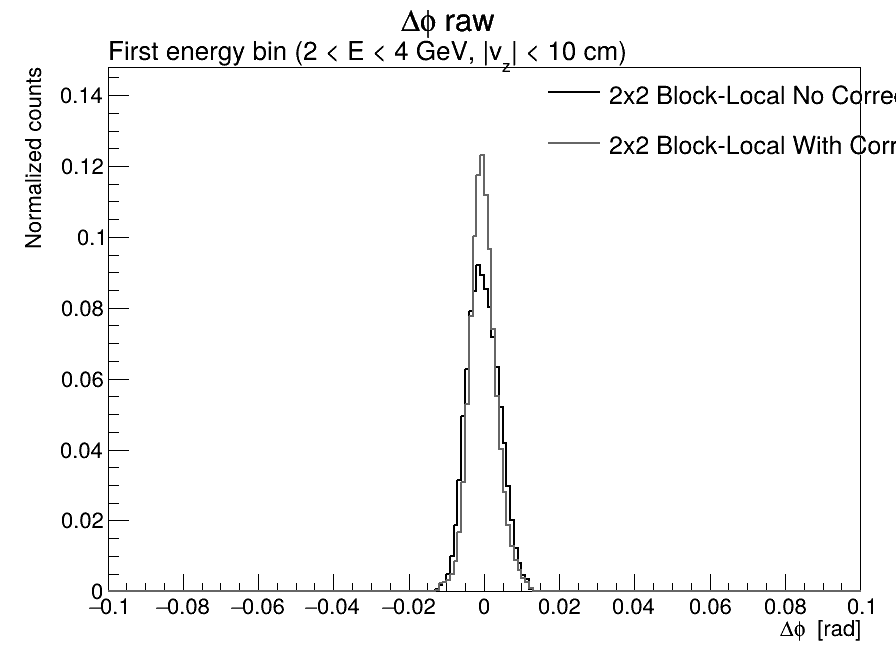 Δϕ raw
First energy bin (2 < E < 4 GeV, |v_z| < 10 cm)
2x2 Block-Local No Corre
2x2 Block-Local With Corr
Normalized counts
0.14
0.12
0.1
0.08
0.06
0.04
0.02
0
−0.1 −0.08 −0.06 −0.04 −0.02 0 0.02 0.04 0.06 0.08 0.1
Δϕ [rad]